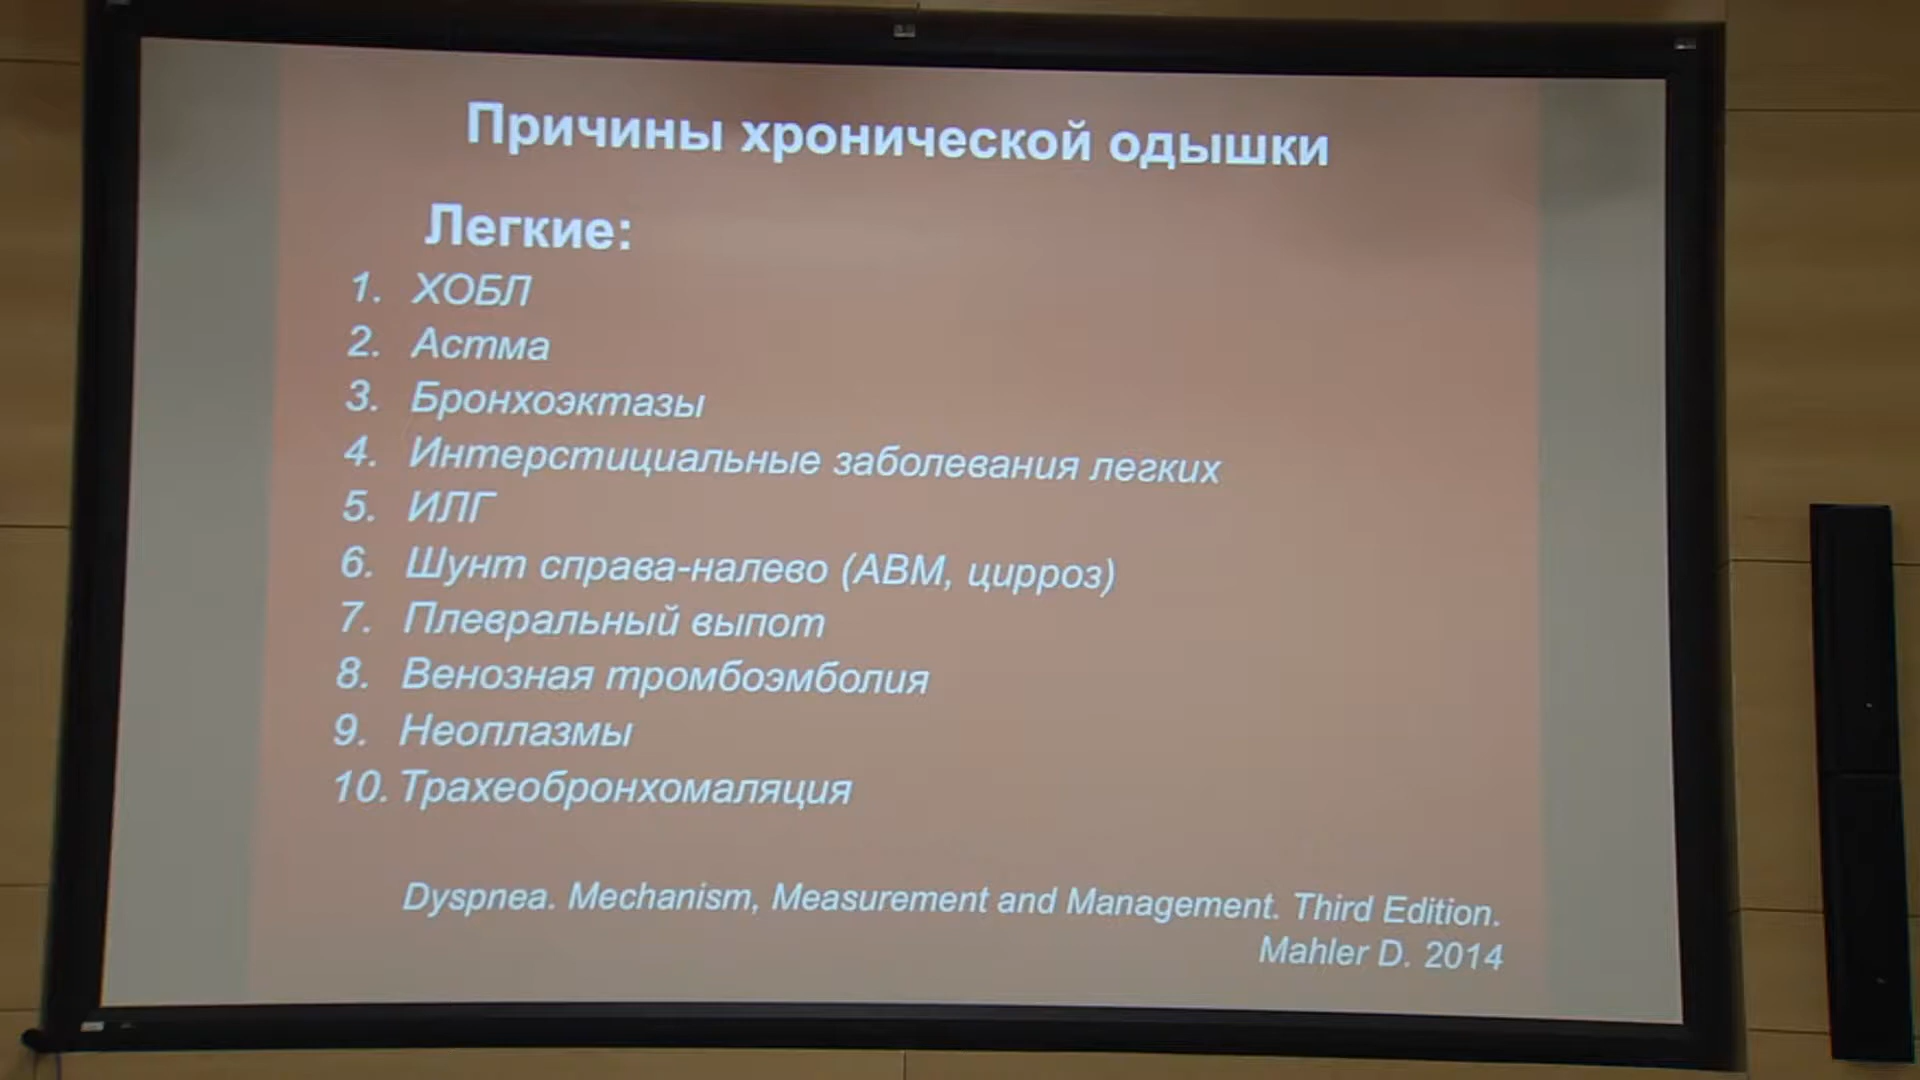 Причины хронической одышки
Легкие:
1. ХОБЛ
2. Астма
3. Бронхоэктазы
4. Интерстициальные заболевания легких
5. ИЛГ
6. Шунт справа-налево (АВМ, цирроз)
7. Плевральный выпот
8. Венозная тромбоэмболия
9. Неоплазмы
10. Трахеобронхомаляция
Dyspnea. Mechanism, Measurement and Management. Third Edition.
Mahler D. 2014